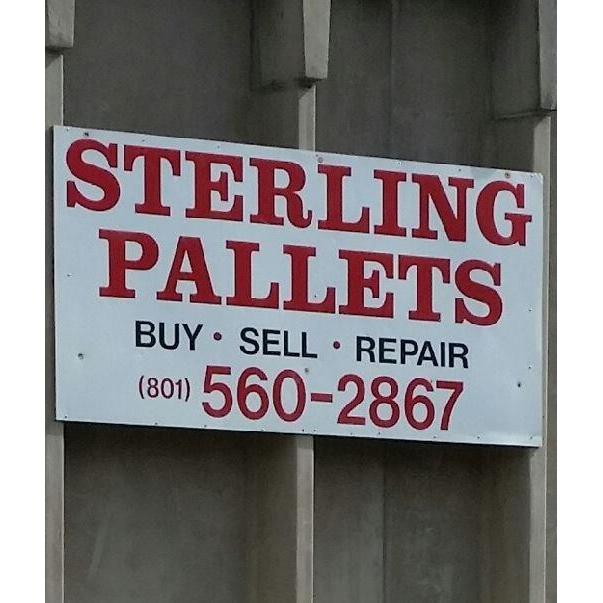 STERLING
PALLETS
BUY • SELL • REPAIR
(801) 560-2867